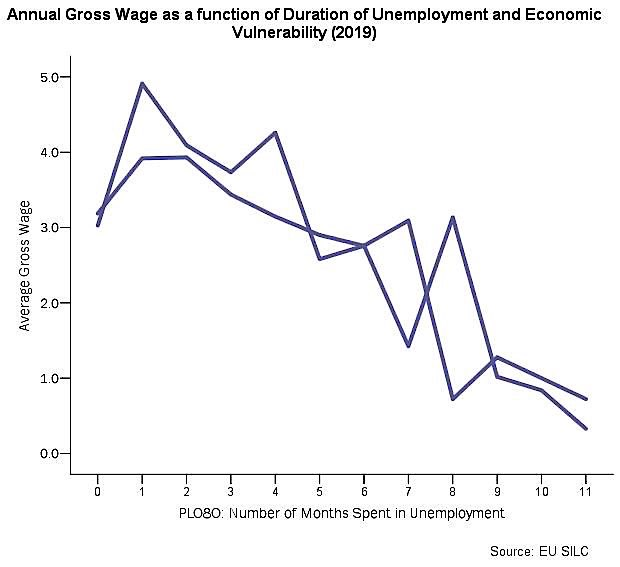 Annual Gross Wage as a function of Duration of Unemployment and Economic
Vulnerability (2019)
5.0
4.0
3.0
2.0
1.0
0.0
Average Gross Wage
0 1 2 3 4 5 6 7 8 9 10 11
PL080: Number of Months Spent in Unemployment
Source: EU SILC